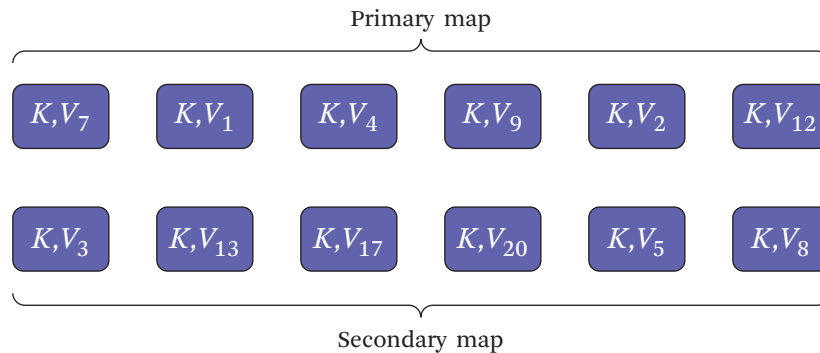 Primary map
K,V₇ K,V₁ K,V₄ K,V₉ K,V₂ K,V₁₂
K,V₃ K,V₁₃ K,V₁₇ K,V₂₀ K,V₅ K,V₈
Secondary map